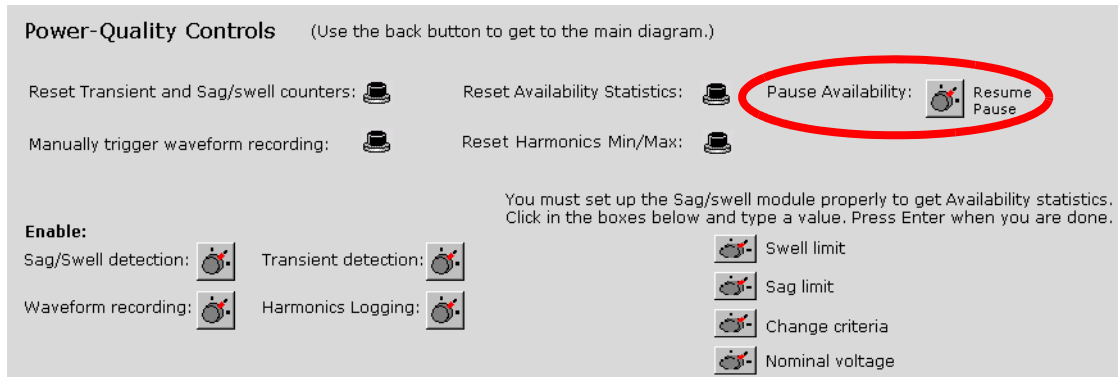 Power-Quality Controls (Use the back button to get to the main diagram.)
Reset Transient and Sag/swell counters: Reset Availability Statistics: Pause Availability: Resume
Pause
Manually trigger waveform recording: Reset Harmonics Min/Max:
You must set up the Sag/swell module properly to get Availability statistics.
Click in the boxes below and type a value. Press Enter when you are done.
Enable:
Sag/Swell detection: Transient detection: Swell limit
Sag limit
Waveform recording: Harmonics Logging: Change criteria
Nominal voltage